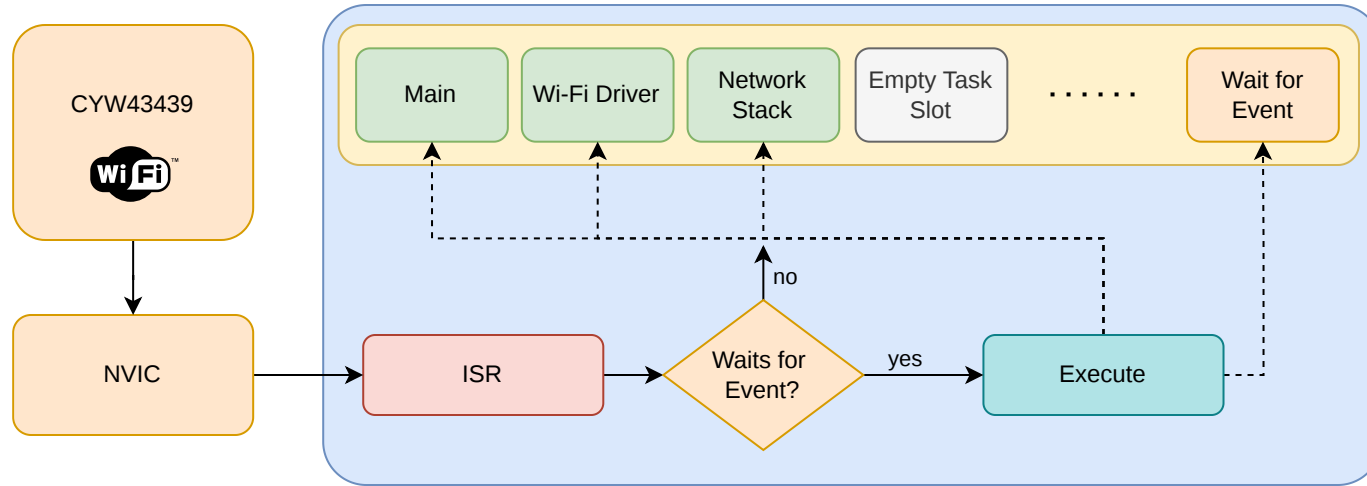 CYW43439
Wi Fi™
Main
Wi-Fi Driver
Network
Stack
Empty Task
Slot
......
Wait for
Event
no
NVIC
ISR
Waits for
Event?
yes
Execute